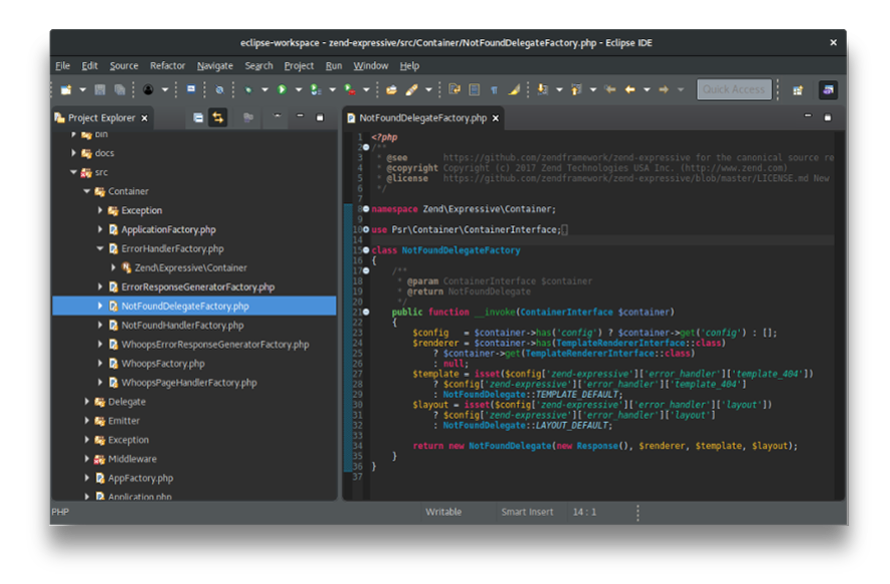 eclipse-workspace - zend-expressive/src/Container/NotFoundDelegateFactory.php - Eclipse IDE
File Edit Source Refactor Navigate Search Project Run Window Help
Quick Access
Project Explorer
bin
docs
src
Container
Exception
ApplicationFactory.php
ErrorHandlerFactory.php
Zend\Expressive\Container
ErrorResponseGeneratorFactory.php
NotFoundDelegateFactory.php
NotFoundHandlerFactory.php
WhoopsErrorResponseGeneratorFactory.php
WhoopsFactory.php
WhoopsPageHandlerFactory.php
Delegate
Emitter
Exception
Middleware
AppFactory.php
Application.php
NotFoundDelegateFactory.php
1 <?php
2 /**
3 * @see https://github.com/zendframework/zend-expressive for the canonical source re
4 * @copyright Copyright (c) 2017 Zend Technologies USA Inc. (http://www.zend.com)
5 * @license https://github.com/zendframework/zend-expressive/blob/master/LICENSE.md New
6 */
7
8 namespace Zend\Expressive\Container;
9
10 use Psr\Container\ContainerInterface;
14
15 class NotFoundDelegateFactory
16 {
17 /**
18 * @param ContainerInterface $container
19 * @return NotFoundDelegate
20 */
21 public function __invoke(ContainerInterface $container)
22 {
23 $config = $container->has('config') ? $container->get('config') : [];
24 $renderer = $container->has(TemplateRendererInterface::class)
25 ? $container->get(TemplateRendererInterface::class)
26 : null;
27 $template = isset($config['zend-expressive']['error_handler']['template_404'])
28 ? $config['zend-expressive']['error_handler']['template_404']
29 : NotFoundDelegate::TEMPLATE_DEFAULT;
30 $layout = isset($config['zend-expressive']['error_handler']['layout'])
31 ? $config['zend-expressive']['error_handler']['layout']
32 : NotFoundDelegate::LAYOUT_DEFAULT;
33
34 return new NotFoundDelegate(new Response(), $renderer, $template, $layout);
35 }
36 }
37
PHP
Writable
Smart Insert
14 : 1